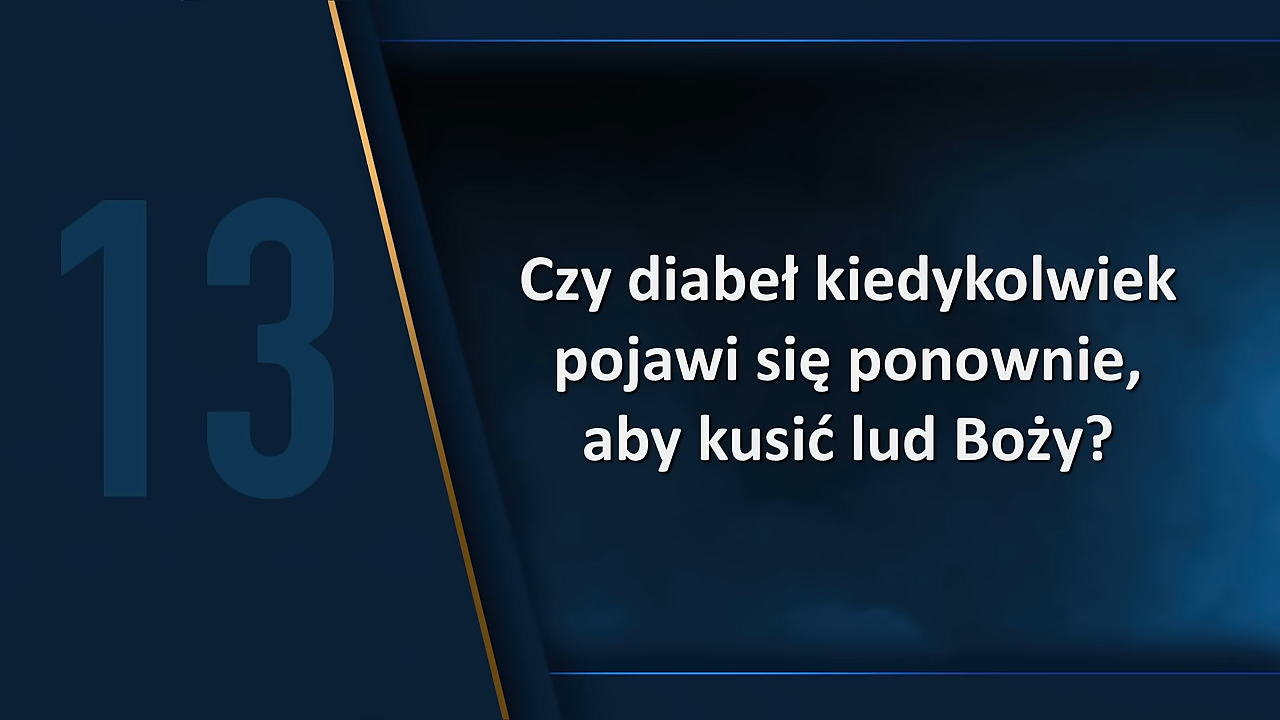 13
Czy diabeł kiedykolwiek
pojawi się ponownie,
aby kusić lud Boży?